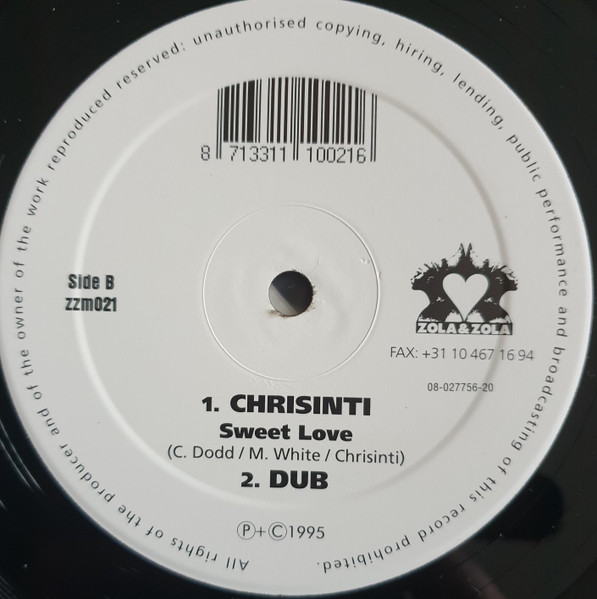 All rights of the producer and of the owner of the work reproduced reserved; unauthorised copying, hiring, lending, public performance and broadcasting of this record prohibited.
8 713311 100216
Side B
zzm021
ZOLA&ZOLA
FAX: +31 10 467 16 94
08-027756-20
1. CHRISINTI
Sweet Love
(C. Dodd / M. White / Chrisinti)
2. DUB
Ⓟ+Ⓒ1995